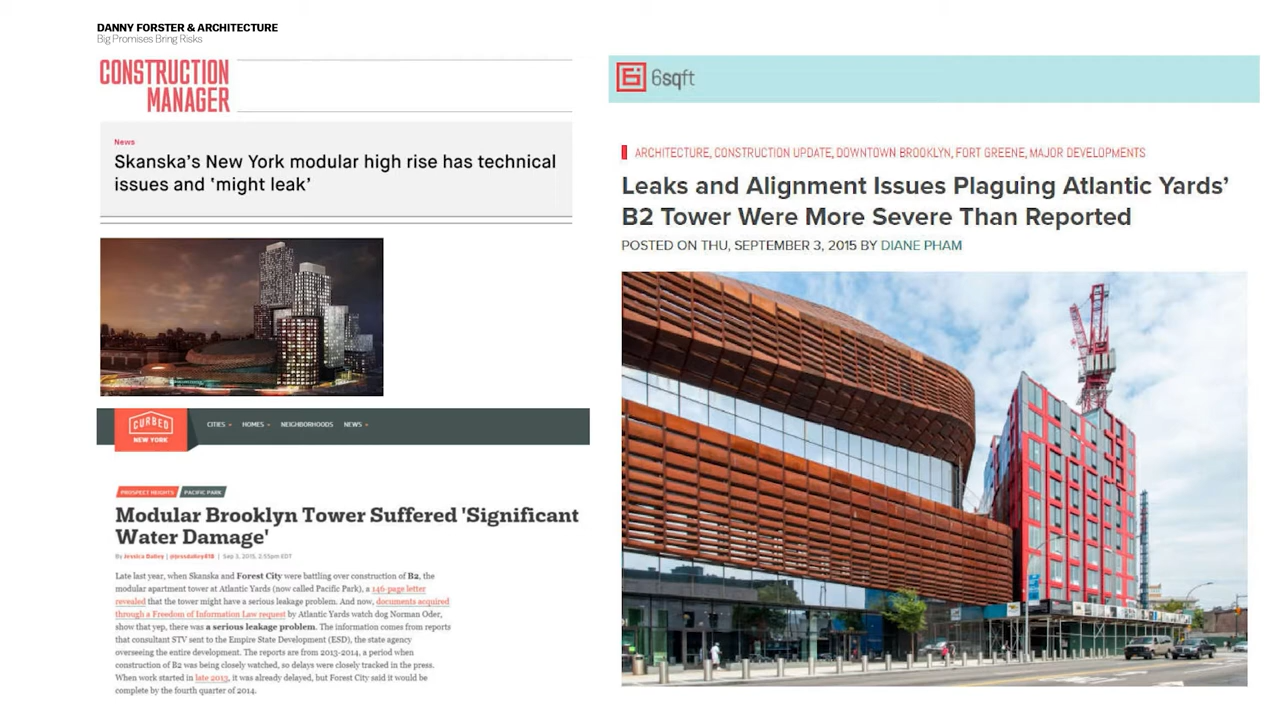 DANNY FORSTER & ARCHITECTURE
Big Promises Bring Risks
CONSTRUCTION
MANAGER
News
Skanska's New York modular high rise has technical
issues and 'might leak'
CURBED
NEW YORK
CITIES HOMES NEIGHBORHOODS NEWS
PROSPECT HEIGHTS PACIFIC PARK
Modular Brooklyn Tower Suffered 'Significant
Water Damage'
By Jessica Dailey | @jessdailey818 | Sep 3, 2015, 2:55pm EDT
Late last year, when Skanska and Forest City were battling over construction of B2, the
modular apartment tower at Atlantic Yards (now called Pacific Park), a 146-page letter
revealed that the tower might have a serious leakage problem. And now, documents acquired
through a Freedom of Information Law request by Atlantic Yards watch dog Norman Oder,
show that yep, there was a serious leakage problem. The information comes from reports
that consultant STV sent to the Empire State Development (ESD), the state agency
overseeing the entire development. The reports are from 2013-2014, a period when
construction of B2 was being closely watched, so delays were closely tracked in the press.
When work started in late 2013, it was already delayed, but Forest City said it would be
complete by the fourth quarter of 2014.
6sqft
ARCHITECTURE, CONSTRUCTION UPDATE, DOWNTOWN BROOKLYN, FORT GREENE, MAJOR DEVELOPMENTS
Leaks and Alignment Issues Plaguing Atlantic Yards'
B2 Tower Were More Severe Than Reported
POSTED ON THU, SEPTEMBER 3, 2015 BY DIANE PHAM